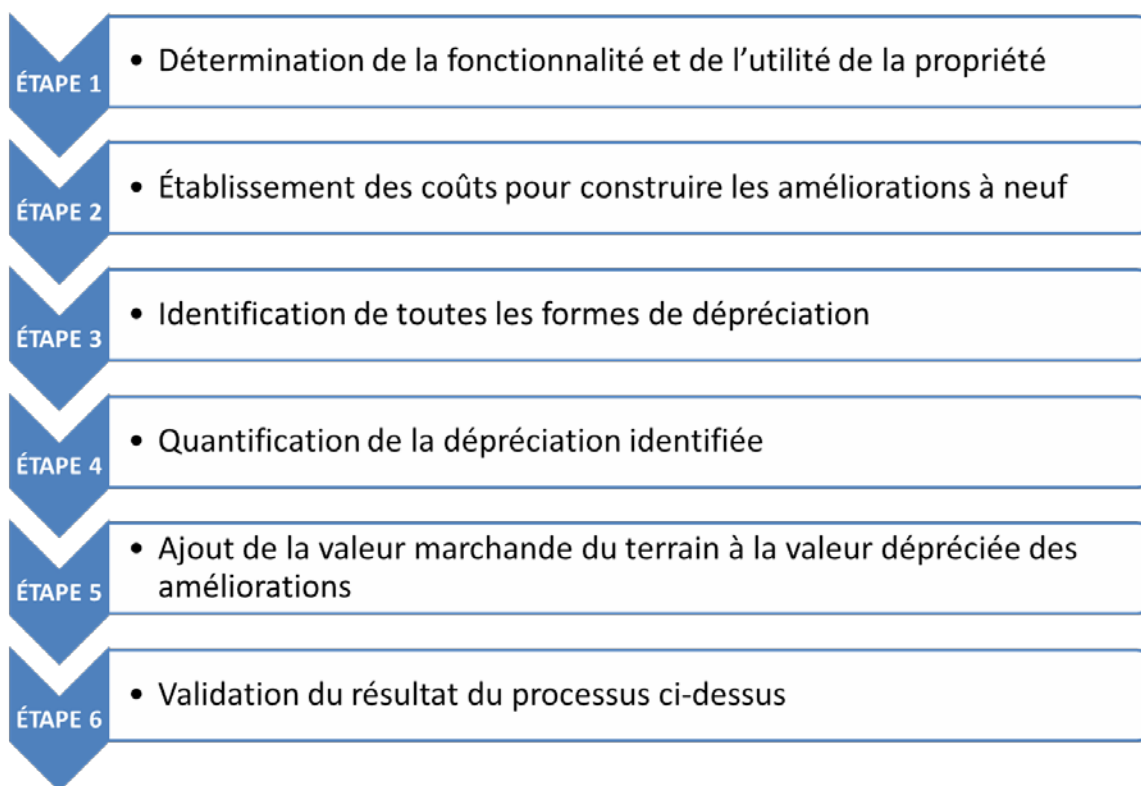 ÉTAPE 1
• Détermination de la fonctionnalité et de l’utilité de la propriété
ÉTAPE 2
• Établissement des coûts pour construire les améliorations à neuf
ÉTAPE 3
• Identification de toutes les formes de dépréciation
ÉTAPE 4
• Quantification de la dépréciation identifiée
ÉTAPE 5
• Ajout de la valeur marchande du terrain à la valeur dépréciée des
améliorations
ÉTAPE 6
• Validation du résultat du processus ci-dessus